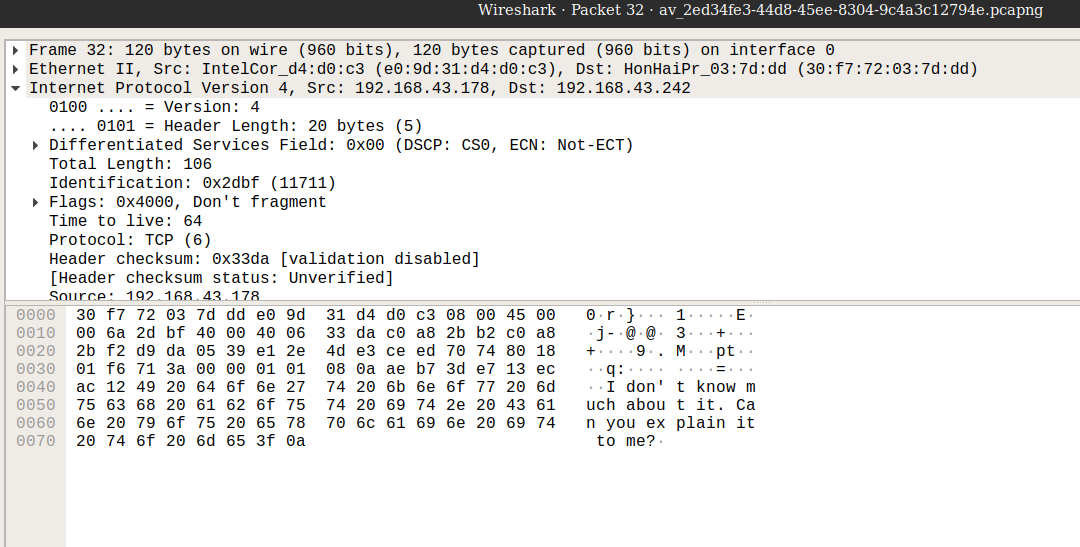 Wireshark · Packet 32 · av_2ed34fe3-44d8-45ee-8304-9c4a3c12794e.pcapng
Frame 32: 120 bytes on wire (960 bits), 120 bytes captured (960 bits) on interface 0
Ethernet II, Src: IntelCor_d4:d0:c3 (e0:9d:31:d4:d0:c3), Dst: HonHaiPr_03:7d:dd (30:f7:72:03:7d:dd)
Internet Protocol Version 4, Src: 192.168.43.178, Dst: 192.168.43.242
0100 .... = Version: 4
.... 0101 = Header Length: 20 bytes (5)
Differentiated Services Field: 0x00 (DSCP: CS0, ECN: Not-ECT)
Total Length: 106
Identification: 0x2dbf (11711)
Flags: 0x4000, Don't fragment
Time to live: 64
Protocol: TCP (6)
Header checksum: 0x33da [validation disabled]
[Header checksum status: Unverified]
Source: 192.168.43.178
0000 30 f7 72 03 7d dd e0 9d 31 d4 d0 c3 08 00 45 00 0·r·}··· 1·····E·
0010 00 6a 2d bf 40 00 40 06 33 da c0 a8 2b b2 c0 a8 ·j-·@·@· 3···+···
0020 2b f2 d9 da 05 39 e1 2e 4d e3 ce ed 70 74 80 18 +····9·. M···pt··
0030 01 f6 71 3a 00 00 01 01 08 0a ae b7 3d e7 13 ec ··q:···· ····=···
0040 ac 12 49 20 64 6f 6e 27 74 20 6b 6e 6f 77 20 6d ··I don' t know m
0050 75 63 68 20 61 62 6f 75 74 20 69 74 2e 20 43 61 uch abou t it. Ca
0060 6e 20 79 6f 75 20 65 78 70 6c 61 69 6e 20 69 74 n you ex plain it
0070 20 74 6f 20 6d 65 3f 0a to me?·